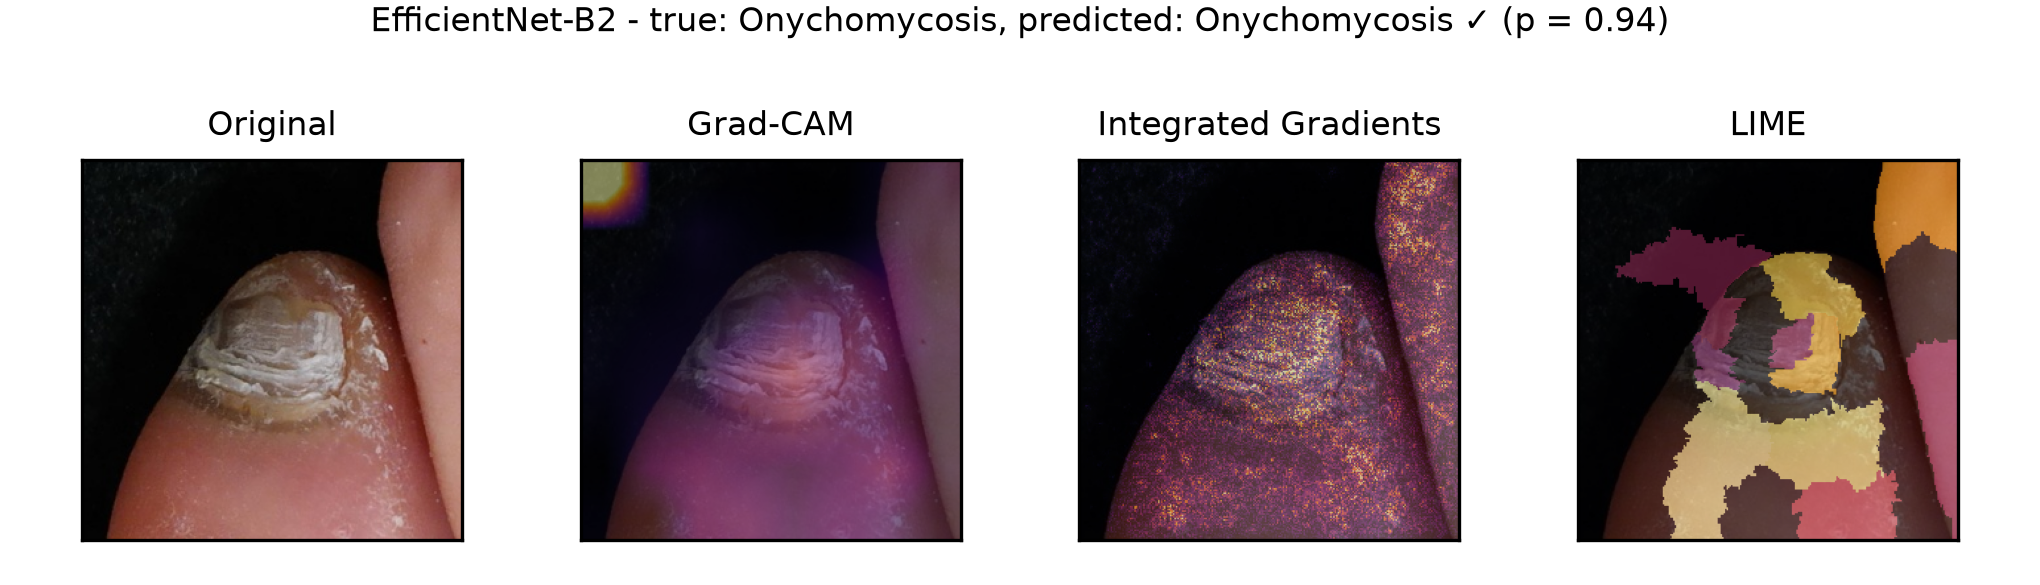 EfficientNet-B2 - true: Onychomycosis, predicted: Onychomycosis ✓ (p = 0.94)
Original
Grad-CAM
Integrated Gradients
LIME